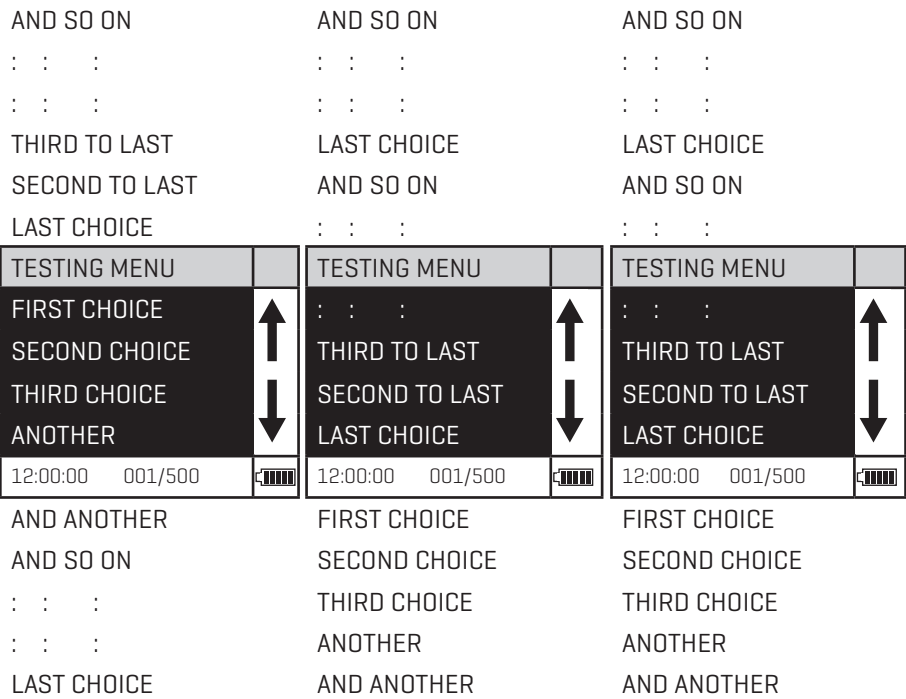 AND SO ON
: : :
: : :
THIRD TO LAST
SECOND TO LAST
LAST CHOICE
TESTING MENU
FIRST CHOICE
SECOND CHOICE
THIRD CHOICE
ANOTHER
12:00:00 001/500
AND ANOTHER
AND SO ON
: : :
: : :
LAST CHOICE
AND SO ON
: : :
: : :
LAST CHOICE
AND SO ON
: : :
TESTING MENU
: : :
THIRD TO LAST
SECOND TO LAST
LAST CHOICE
12:00:00 001/500
FIRST CHOICE
SECOND CHOICE
THIRD CHOICE
ANOTHER
AND ANOTHER
AND SO ON
: : :
: : :
LAST CHOICE
AND SO ON
: : :
TESTING MENU
: : :
THIRD TO LAST
SECOND TO LAST
LAST CHOICE
12:00:00 001/500
FIRST CHOICE
SECOND CHOICE
THIRD CHOICE
ANOTHER
AND ANOTHER